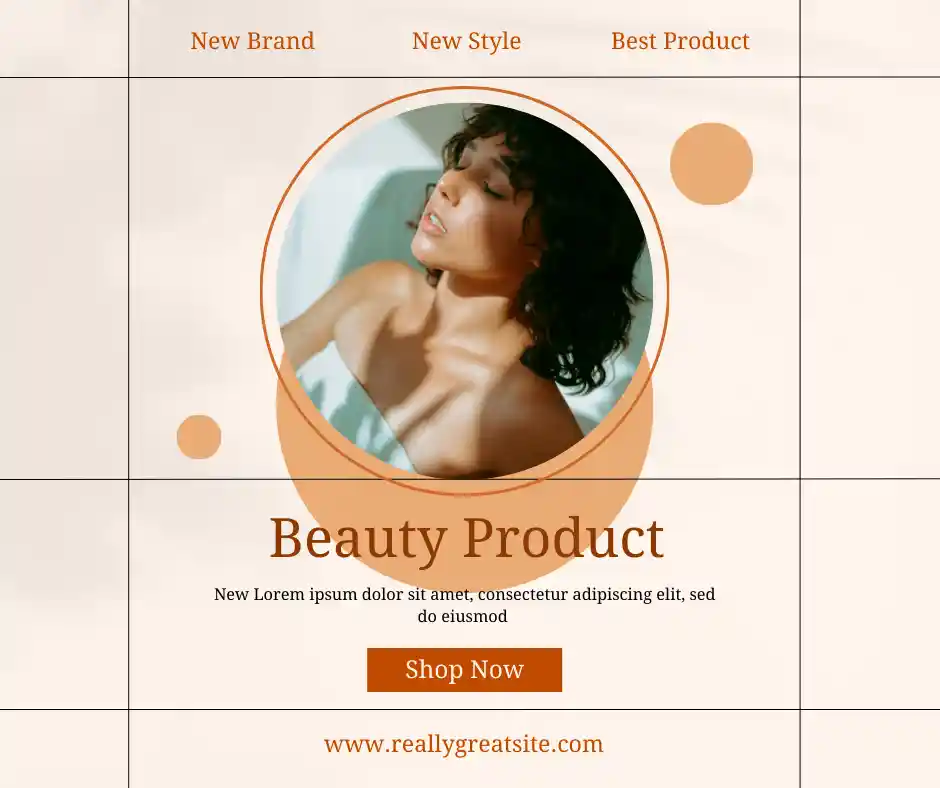 New Brand
New Style
Best Product
Beauty Product
New Lorem ipsum dolor sit amet, consectetur adipiscing elit, sed
do eiusmod
Shop Now
www.reallygreatsite.com